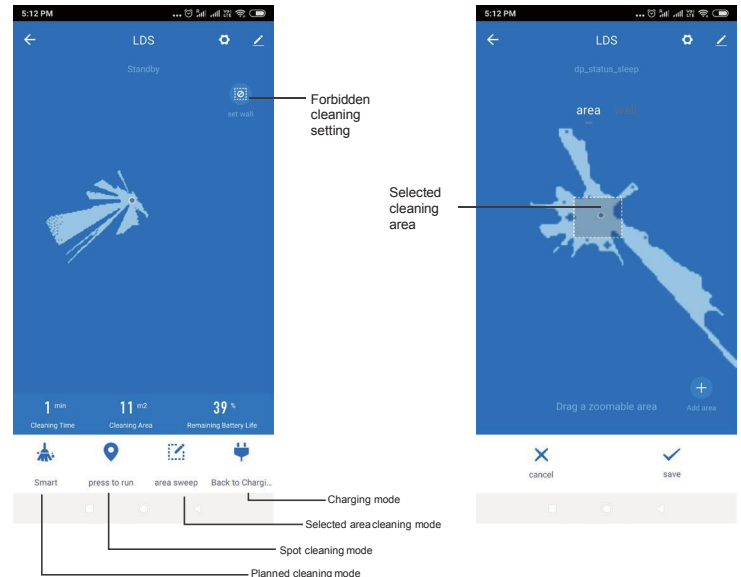 5:12 PM
LDS
Standby
set wall
1 min
11 m2
39 %
Cleaning Time
Cleaning Area
Remaining Battery Life
Smart
press to run
area sweep
Back to Chargi...
Forbidden
cleaning
setting
Charging mode
Selected area cleaning mode
Spot cleaning mode
Planned cleaning mode
Selected
cleaning
area
5:12 PM
LDS
dp_status_sleep
area wall
Drag a zoomable area
Add area
cancel
save